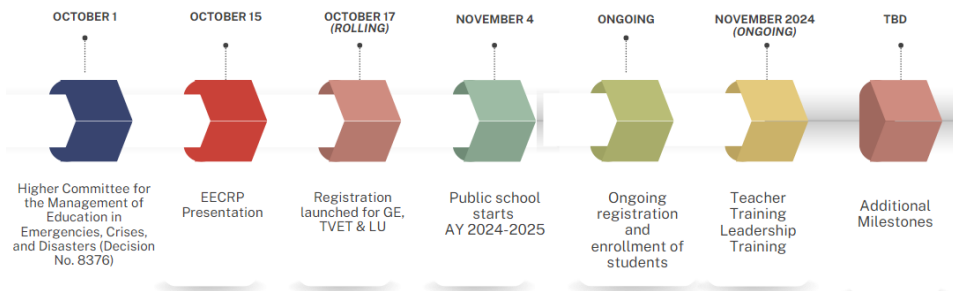 OCTOBER 1
Higher Committee for
the Management of
Education in
Emergencies, Crises,
and Disasters (Decision
No. 8376)
OCTOBER 15
EECRP
Presentation
OCTOBER 17
(ROLLING)
Registration
launched for GE,
TVET & LU
NOVEMBER 4
Public school
starts
AY 2024-2025
ONGOING
Ongoing
registration
and
enrollment of
students
NOVEMBER 2024
(ONGOING)
Teacher
Training
Leadership
Training
TBD
Additional
Milestones